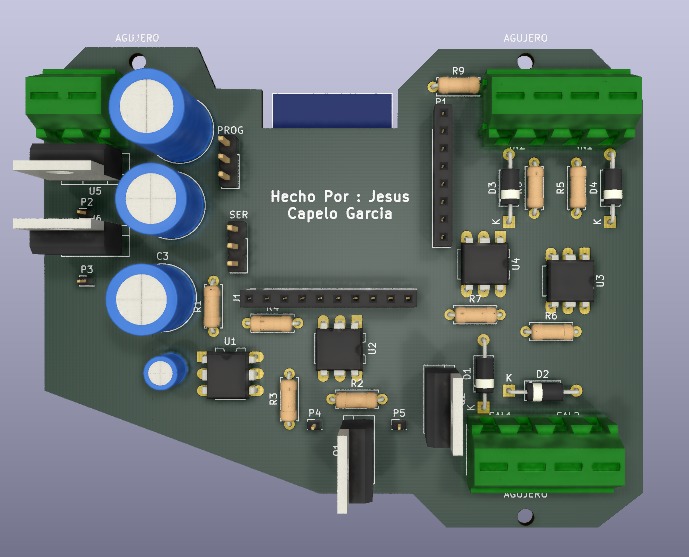 AGUJERO
AGUJERO
R9
P1
PROG
D3
R5
D4
U5
P2
K
K
SER
Hecho Por : Jesus
Capelo Garcia
U4
U3
P3
C3
R1
J1
R4
R7
R6
U1
U2
D1
K
D2
R3
R2
P4
P5
K
AGUJERO